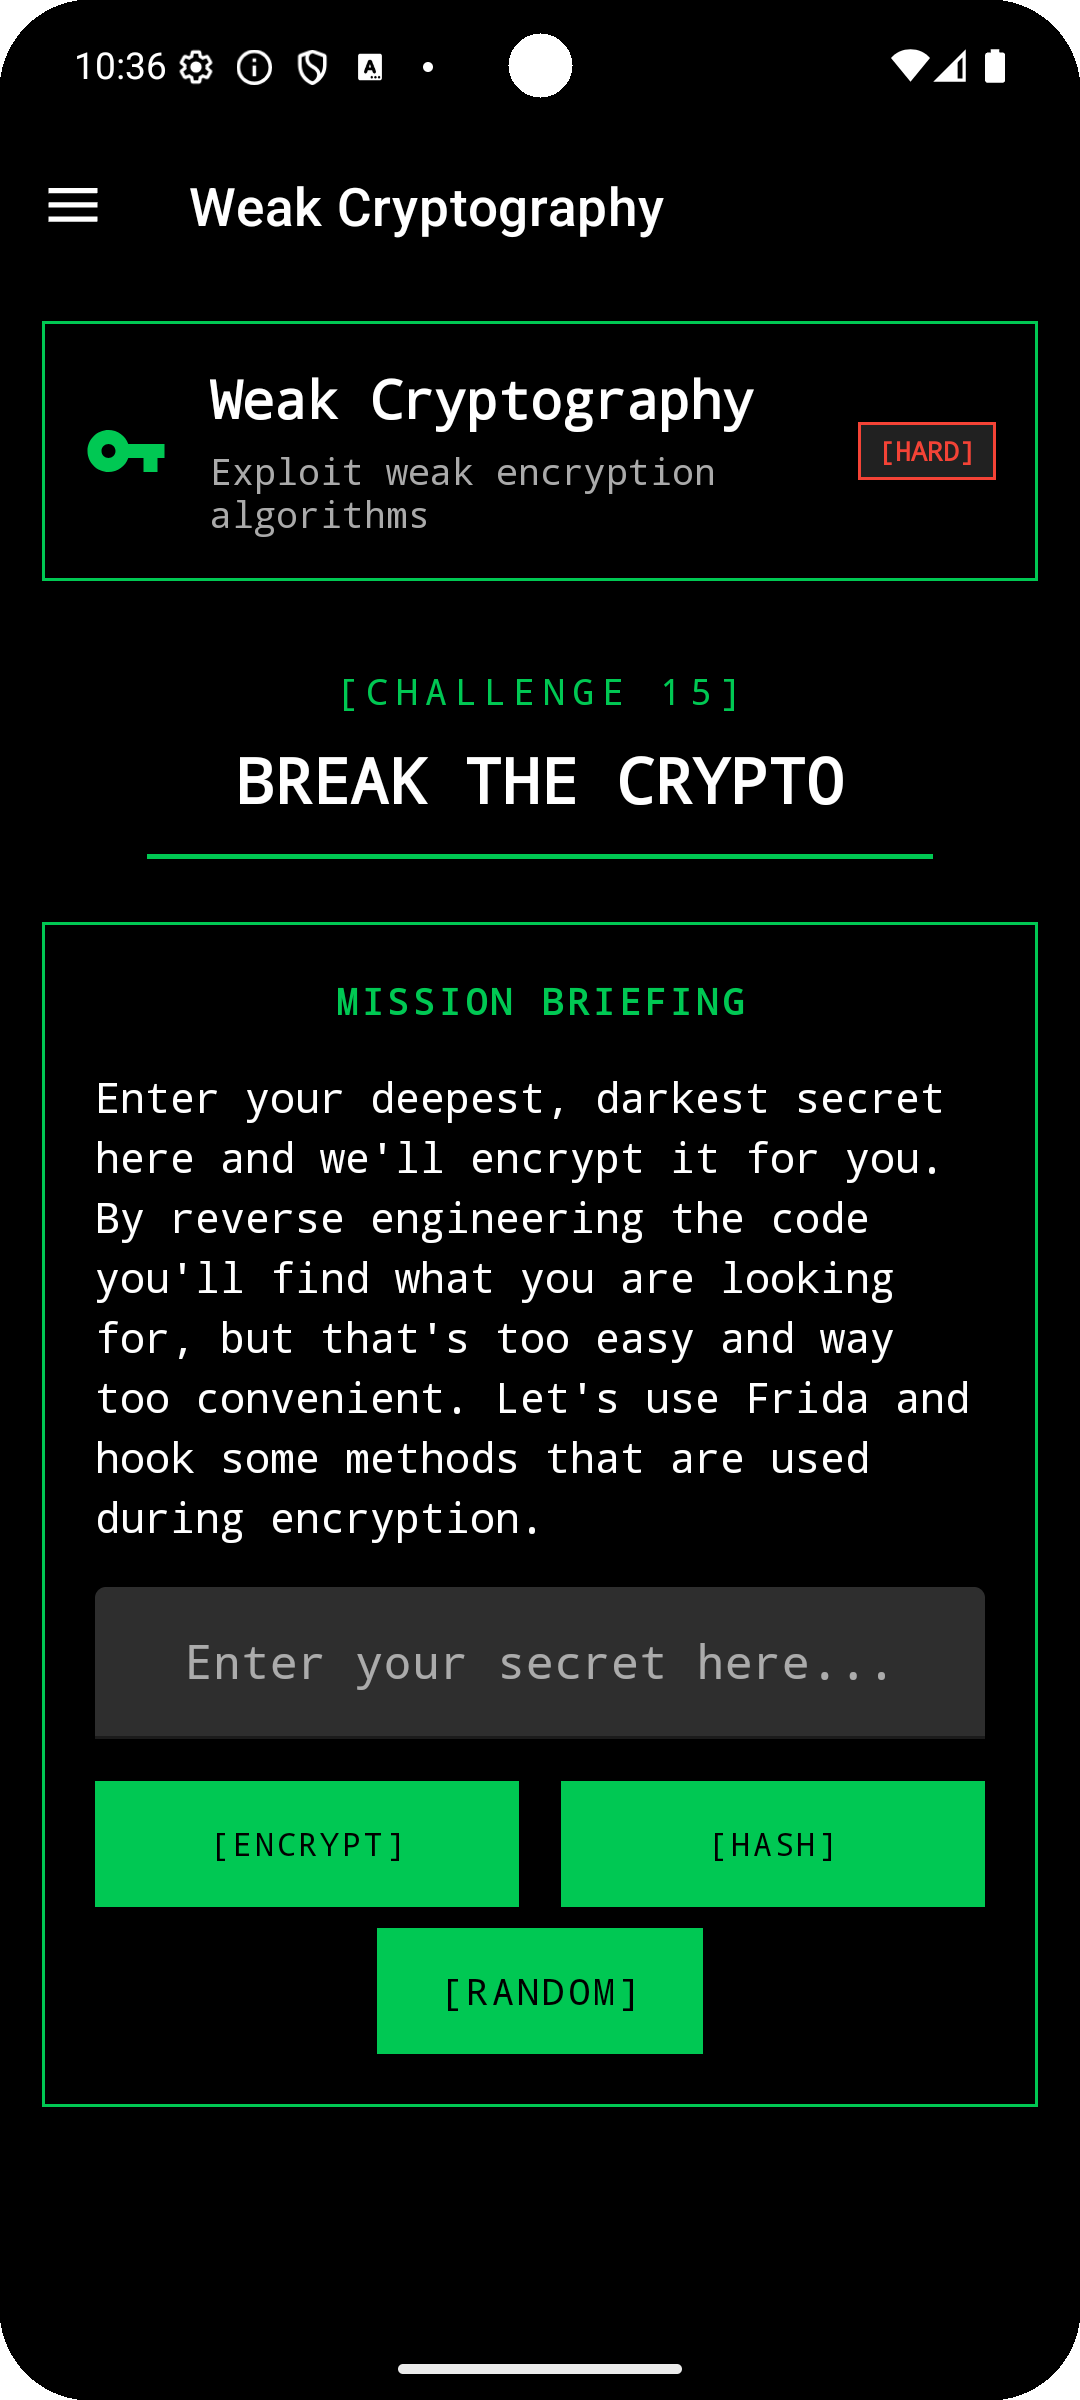 10:36
Weak Cryptography
Weak Cryptography
Exploit weak encryption
algorithms
[HARD]
[CHALLENGE 15]
BREAK THE CRYPTO
MISSION BRIEFING
Enter your deepest, darkest secret
here and we'll encrypt it for you.
By reverse engineering the code
you'll find what you are looking
for, but that's too easy and way
too convenient. Let's use Frida and
hook some methods that are used
during encryption.
Enter your secret here...
[ENCRYPT]
[HASH]
[RANDOM]